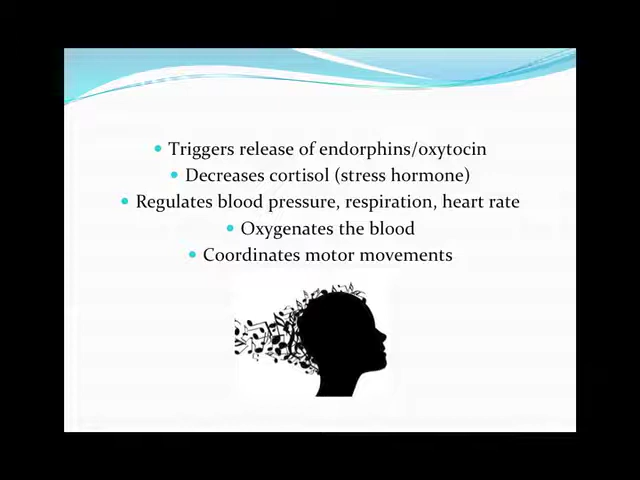 • Triggers release of endorphins/oxytocin
• Decreases cortisol (stress hormone)
• Regulates blood pressure, respiration, heart rate
• Oxygenates the blood
• Coordinates motor movements